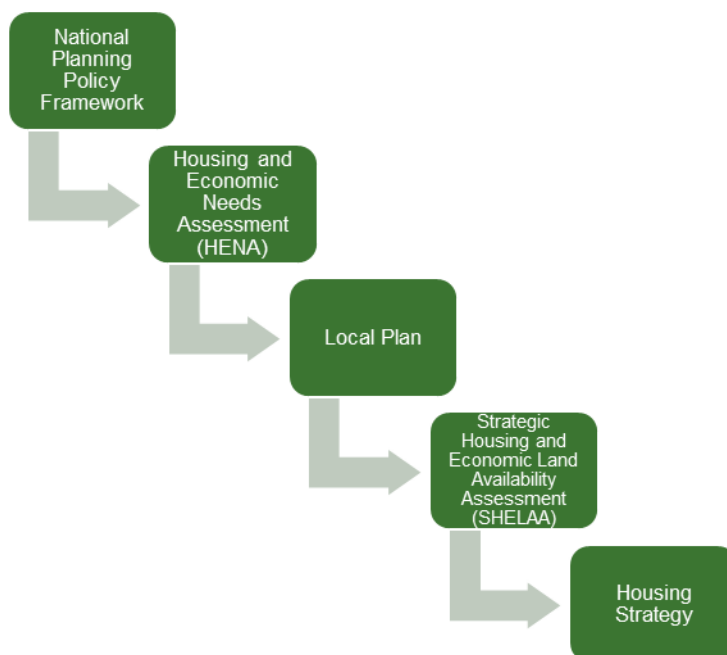 National
Planning
Policy
Framework
Housing and
Economic
Needs
Assessment
(HENA)
Local Plan
Strategic
Housing and
Economic Land
Availability
Assessment
(SHELAA)
Housing
Strategy